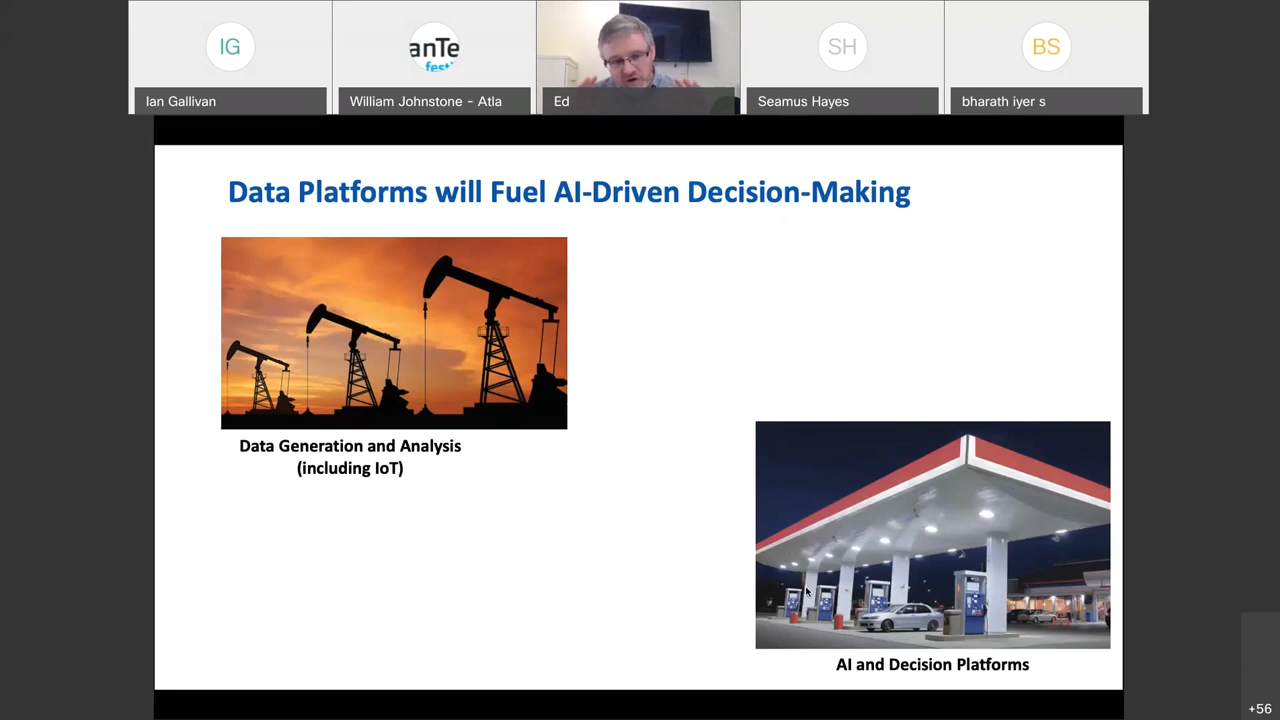 IG
anTe
festi
SH
BS
Ian Gallivan
William Johnstone - Atla
Ed
Seamus Hayes
bharath iyer s
Data Platforms will Fuel AI-Driven Decision-Making
Data Generation and Analysis
(including IoT)
AI and Decision Platforms
+56